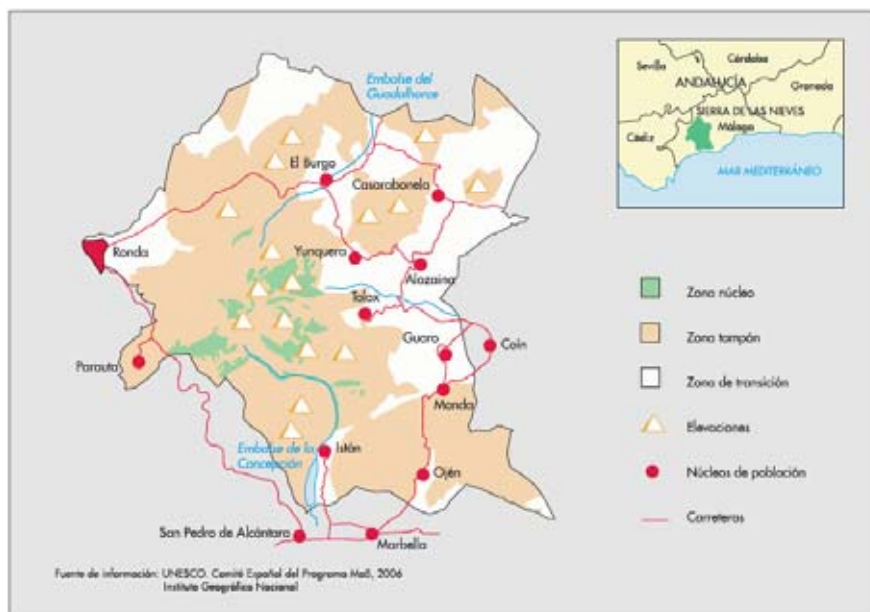 Embalse del
Guadalhorce
El Burgo
Casarabonela
Ronda
Yunquera
Alozaina
Tolox
Guaro
Coín
Parauta
Monda
Embalse de la
Concepción
Istán
Ojén
San Pedro de Alcántara
Marbella
Fuente de información: UNESCO. Comité Español del Programa MaB, 2006
Instituto Geográfico Nacional
Sevilla
Córdoba
ANDALUCÍA
Granada
SIERRA DE LAS NIEVES
Cádiz
Málaga
MAR MEDITERRÁNEO
Zona núcleo
Zona tampón
Zona de transición
Elevaciones
Núcleos de población
Carreteras